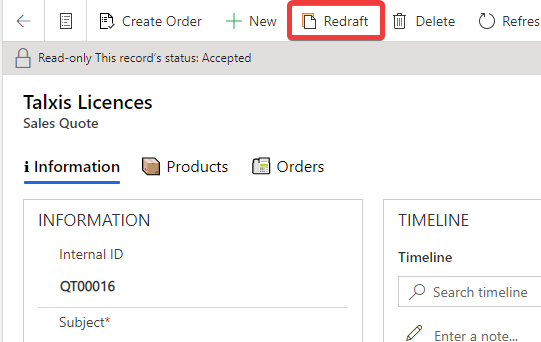 Create Order New Redraft Delete Refres
Read-only This record's status: Accepted
Talxis Licences
Sales Quote
Information Products Orders
INFORMATION TIMELINE
Internal ID
Timeline
QT00016
Search timeline
Subject*
Enter a note...